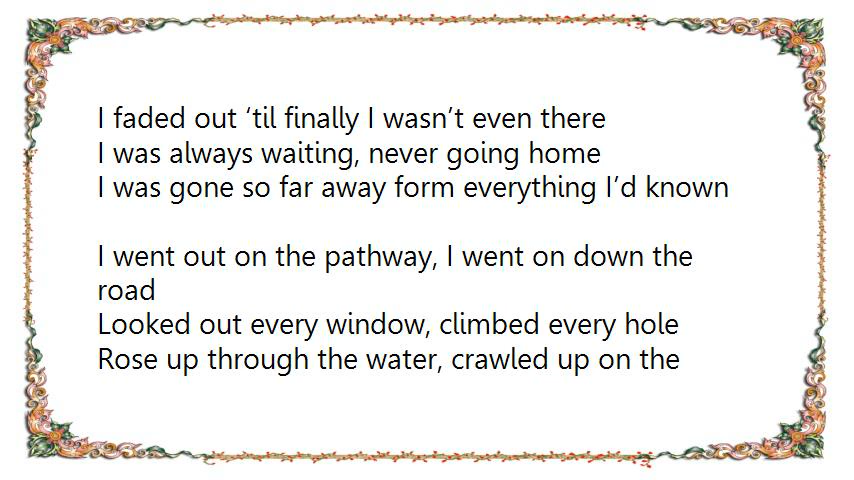 I faded out ‘til finally I wasn’t even there
I was always waiting, never going home
I was gone so far away form everything I’d known
I went out on the pathway, I went on down the
road
Looked out every window, climbed every hole
Rose up through the water, crawled up on the